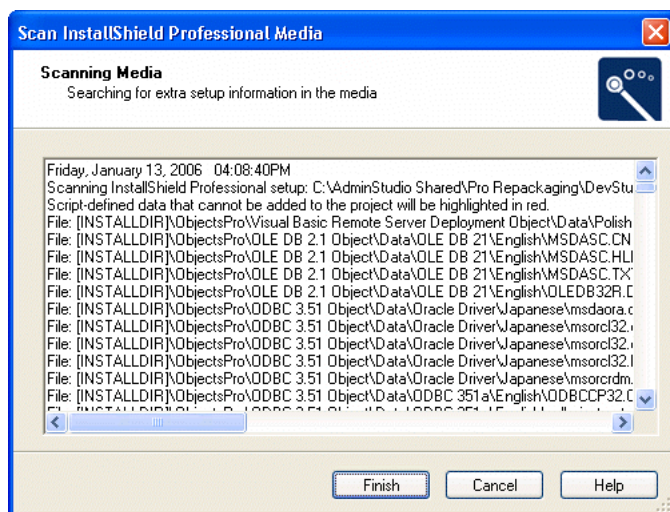 Scan InstallShield Professional Media
Scanning Media
Searching for extra setup information in the media
Friday, January 13, 2006 04:08:40PM
Scanning InstallShield Professional setup: C:\AdminStudio Shared\Pro Repackaging\DevStu
Script-defined data that cannot be added to the project will be highlighted in red.
File: [INSTALLDIR]\ObjectsPro\Visual Basic Remote Server Deployment Object\Data\Polish
File: [INSTALLDIR]\ObjectsPro\OLE DB 2.1 Object\Data\OLE DB 21\English\MSDASC.CN
File: [INSTALLDIR]\ObjectsPro\OLE DB 2.1 Object\Data\OLE DB 21\English\MSDASC.HL
File: [INSTALLDIR]\ObjectsPro\OLE DB 2.1 Object\Data\OLE DB 21\English\MSDASC.TX
File: [INSTALLDIR]\ObjectsPro\OLE DB 2.1 Object\Data\OLE DB 21\English\OLEDB32R.D
File: [INSTALLDIR]\ObjectsPro\ODBC 3.51 Object\Data\Oracle Driver\Japanese\msdaora.c
File: [INSTALLDIR]\ObjectsPro\ODBC 3.51 Object\Data\Oracle Driver\Japanese\msorcl32.
File: [INSTALLDIR]\ObjectsPro\ODBC 3.51 Object\Data\Oracle Driver\Japanese\msorcl32.
File: [INSTALLDIR]\ObjectsPro\ODBC 3.51 Object\Data\Oracle Driver\Japanese\msorcl32.
File: [INSTALLDIR]\ObjectsPro\ODBC 3.51 Object\Data\Oracle Driver\Japanese\msorcrdm.
File: [INSTALLDIR]\ObjectsPro\ODBC 3.51 Object\Data\ODBC 351a\English\ODBCCP32.C
Finish Cancel Help